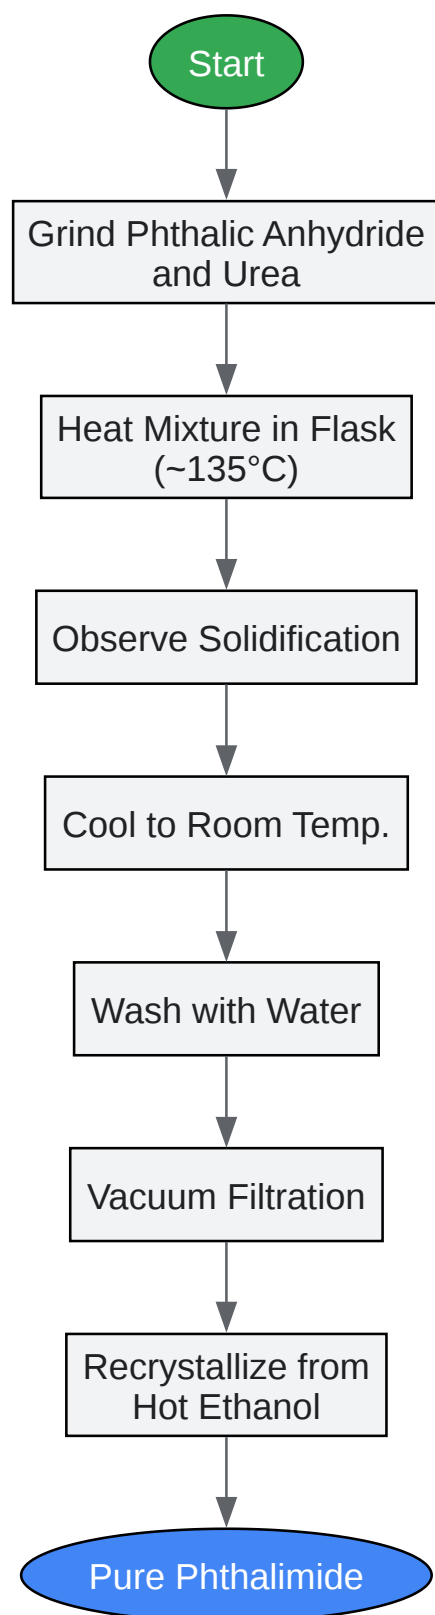 Start
Grind Phthalic Anhydride
and Urea
Heat Mixture in Flask
(~135°C)
Observe Solidification
Cool to Room Temp.
Wash with Water
Vacuum Filtration
Recrystallize from
Hot Ethanol
Pure Phthalimide